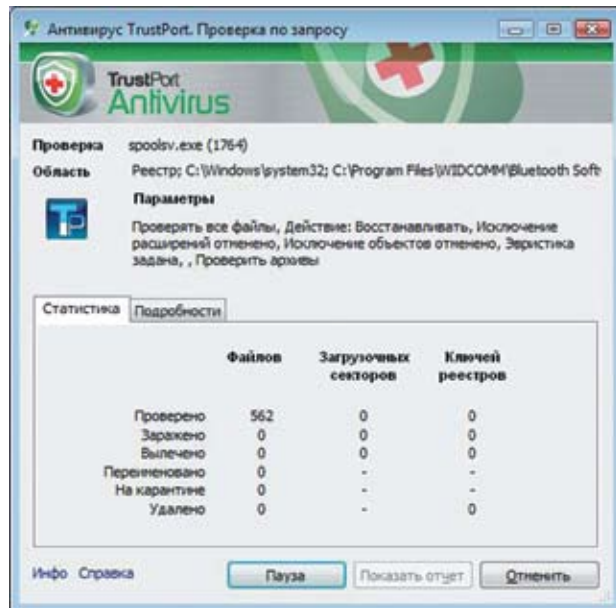 Антивирус TrustPort. Проверка по запросу
TrustPort
Antivirus
Проверка spoolsv.exe (1764)
Область Реестр; C:\Windows\system32; C:\Program Files\WIDCOMM\Bluetooth Soft
Параметры
Проверять все файлы, Действие: Восстанавливать, Исключение
расширений отменено, Исключение объектов отменено, Эвристика
задана, , Проверить архивы
Статистика Подробности
Файлов Загрузочных секторов Ключей реестров
Проверено 562 0 0
Заражено 0 0 0
Вылечено 0 0 0
Переименовано 0 - -
На карантине 0 - -
Удалено 0 - 0
Инфо Справка Пауза Показать отчет Отменить